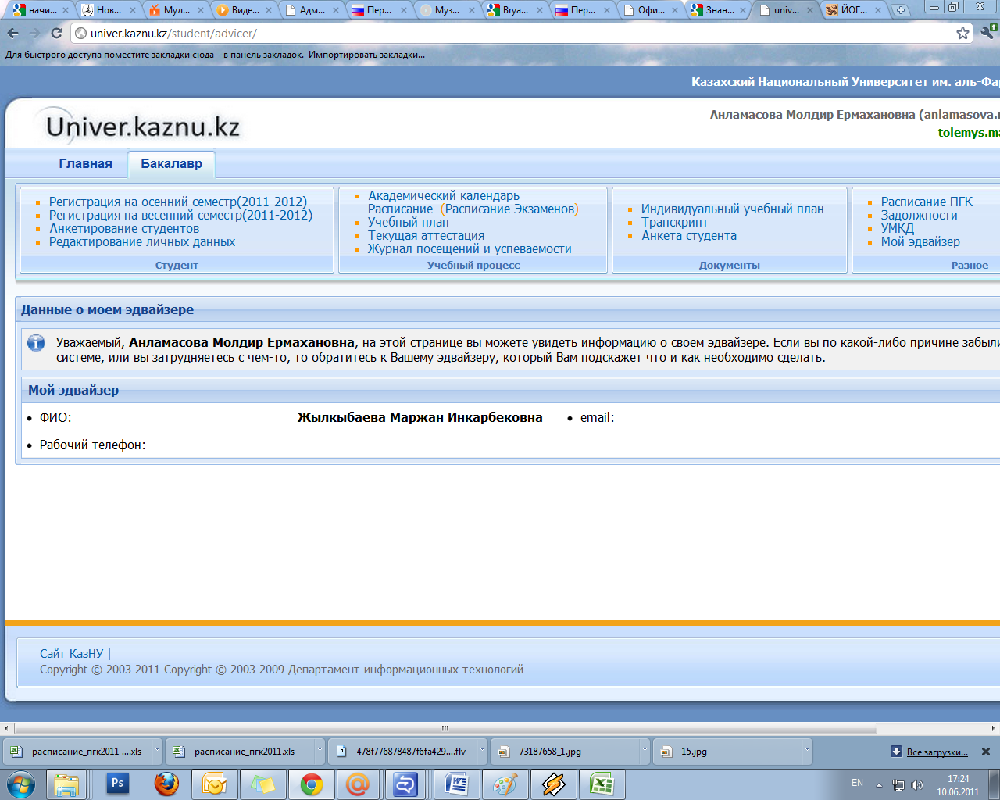 начи...
Нов...
Мул...
Виде...
Адм...
Пер...
Муз...
Brya...
Пер...
Офи...
Знан...
univ...
ЙОГ...
univer.kaznu.kz/student/advicer/
Для быстрого доступа поместите закладки сюда – в панель закладок. Импортировать закладки...
Казахский Национальный Университет им. аль-Фар
Univer.kaznu.kz
Анламасова Молдир Ермахановна (anlamasova.
tolemys.ma
Главная
Бакалавр
Регистрация на осенний семестр(2011-2012)
Регистрация на весенний семестр(2011-2012)
Анкетирование студентов
Редактирование личных данных
Студент
Академический календарь
Расписание (Расписание Экзаменов)
Учебный план
Текущая аттестация
Журнал посещений и успеваемости
Учебный процесс
Индивидуальный учебный план
Транскрипт
Анкета студента
Документы
Расписание ПГК
Задолжности
УМКД
Мой эдвайзер
Разное
Данные о моем эдвайзере
Уважаемый, Анламасова Молдир Ермахановна, на этой странице вы можете увидеть информацию о своем эдвайзере. Если вы по какой-либо причине забыли
системе, или вы затрудняетесь с чем-то, то обратитесь к Вашему эдвайзеру, который Вам подскажет что и как необходимо сделать.
Мой эдвайзер
ФИО: Жылкыбаева Маржан Инкарбековна email:
Рабочий телефон:
Сайт КазНУ |
Copyright © 2003-2011 Copyright © 2003-2009 Департамент информационных технологий
расписание_пгк2011 ....xls
расписание_пгк2011.xls
478f776878487f6fa429....flv
73187658_1.jpg
15.jpg
Все загрузки...
Ps
EN
17:24
10.06.2011